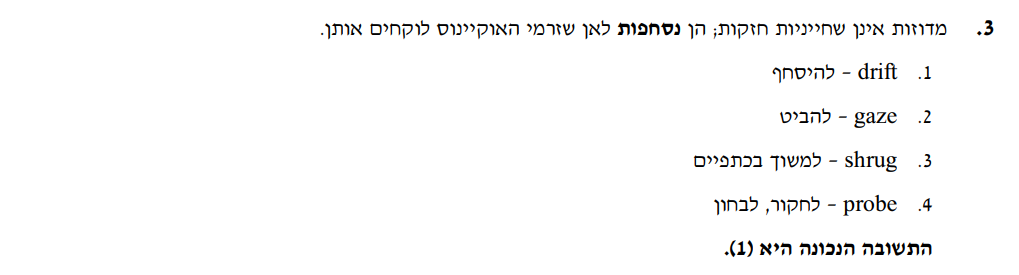 3. מדוזות אינן שחייניות חזקות; הן נסחפות לאן שזרמי האוקיינוס לוקחים אותן.
1. drift – להיסחף
2. gaze – להביט
3. shrug – למשוך בכתפיים
4. probe – לחקור, לבחון
התשובה הנכונה היא (1).